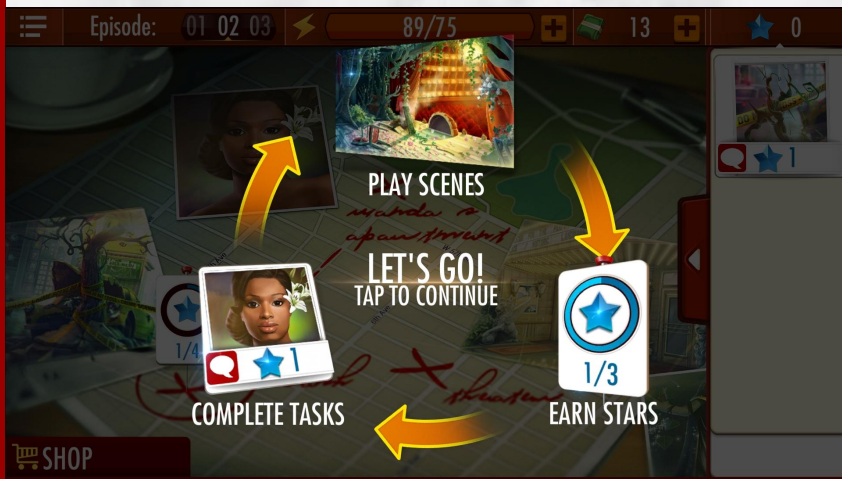 Episode: 01 02 03
89/75
13
0
PLAY SCENES
1
LET'S GO!
TAP TO CONTINUE
1/4
1
1/3
COMPLETE TASKS
EARN STARS
theater
SHOP